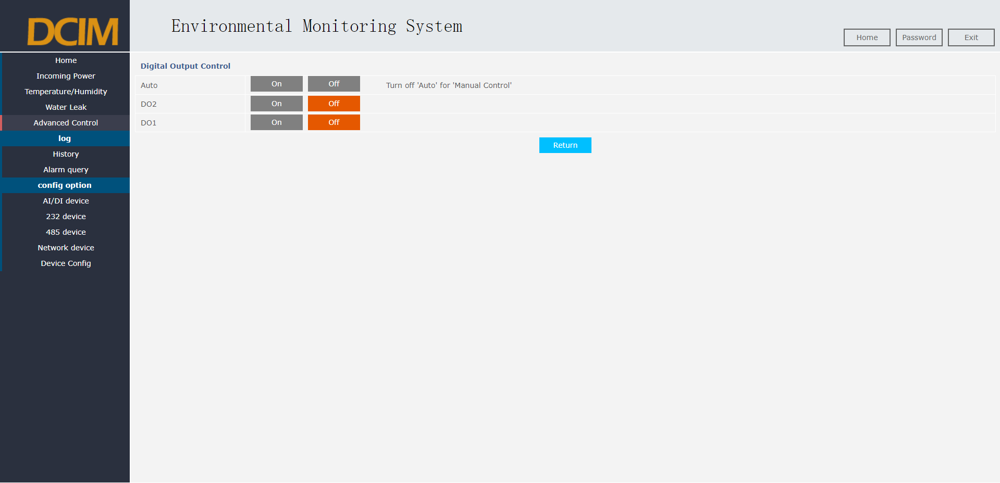 DCIM
Environmental Monitoring System
Home Password Exit
Home
Incoming Power
Temperature/Humidity
Water Leak
Advanced Control
log
History
Alarm query
config option
AI/DI device
232 device
485 device
Network device
Device Config
Digital Output Control
Auto On Off Turn off 'Auto' for 'Manual Control'
DO2 On Off
DO1 On Off
Return